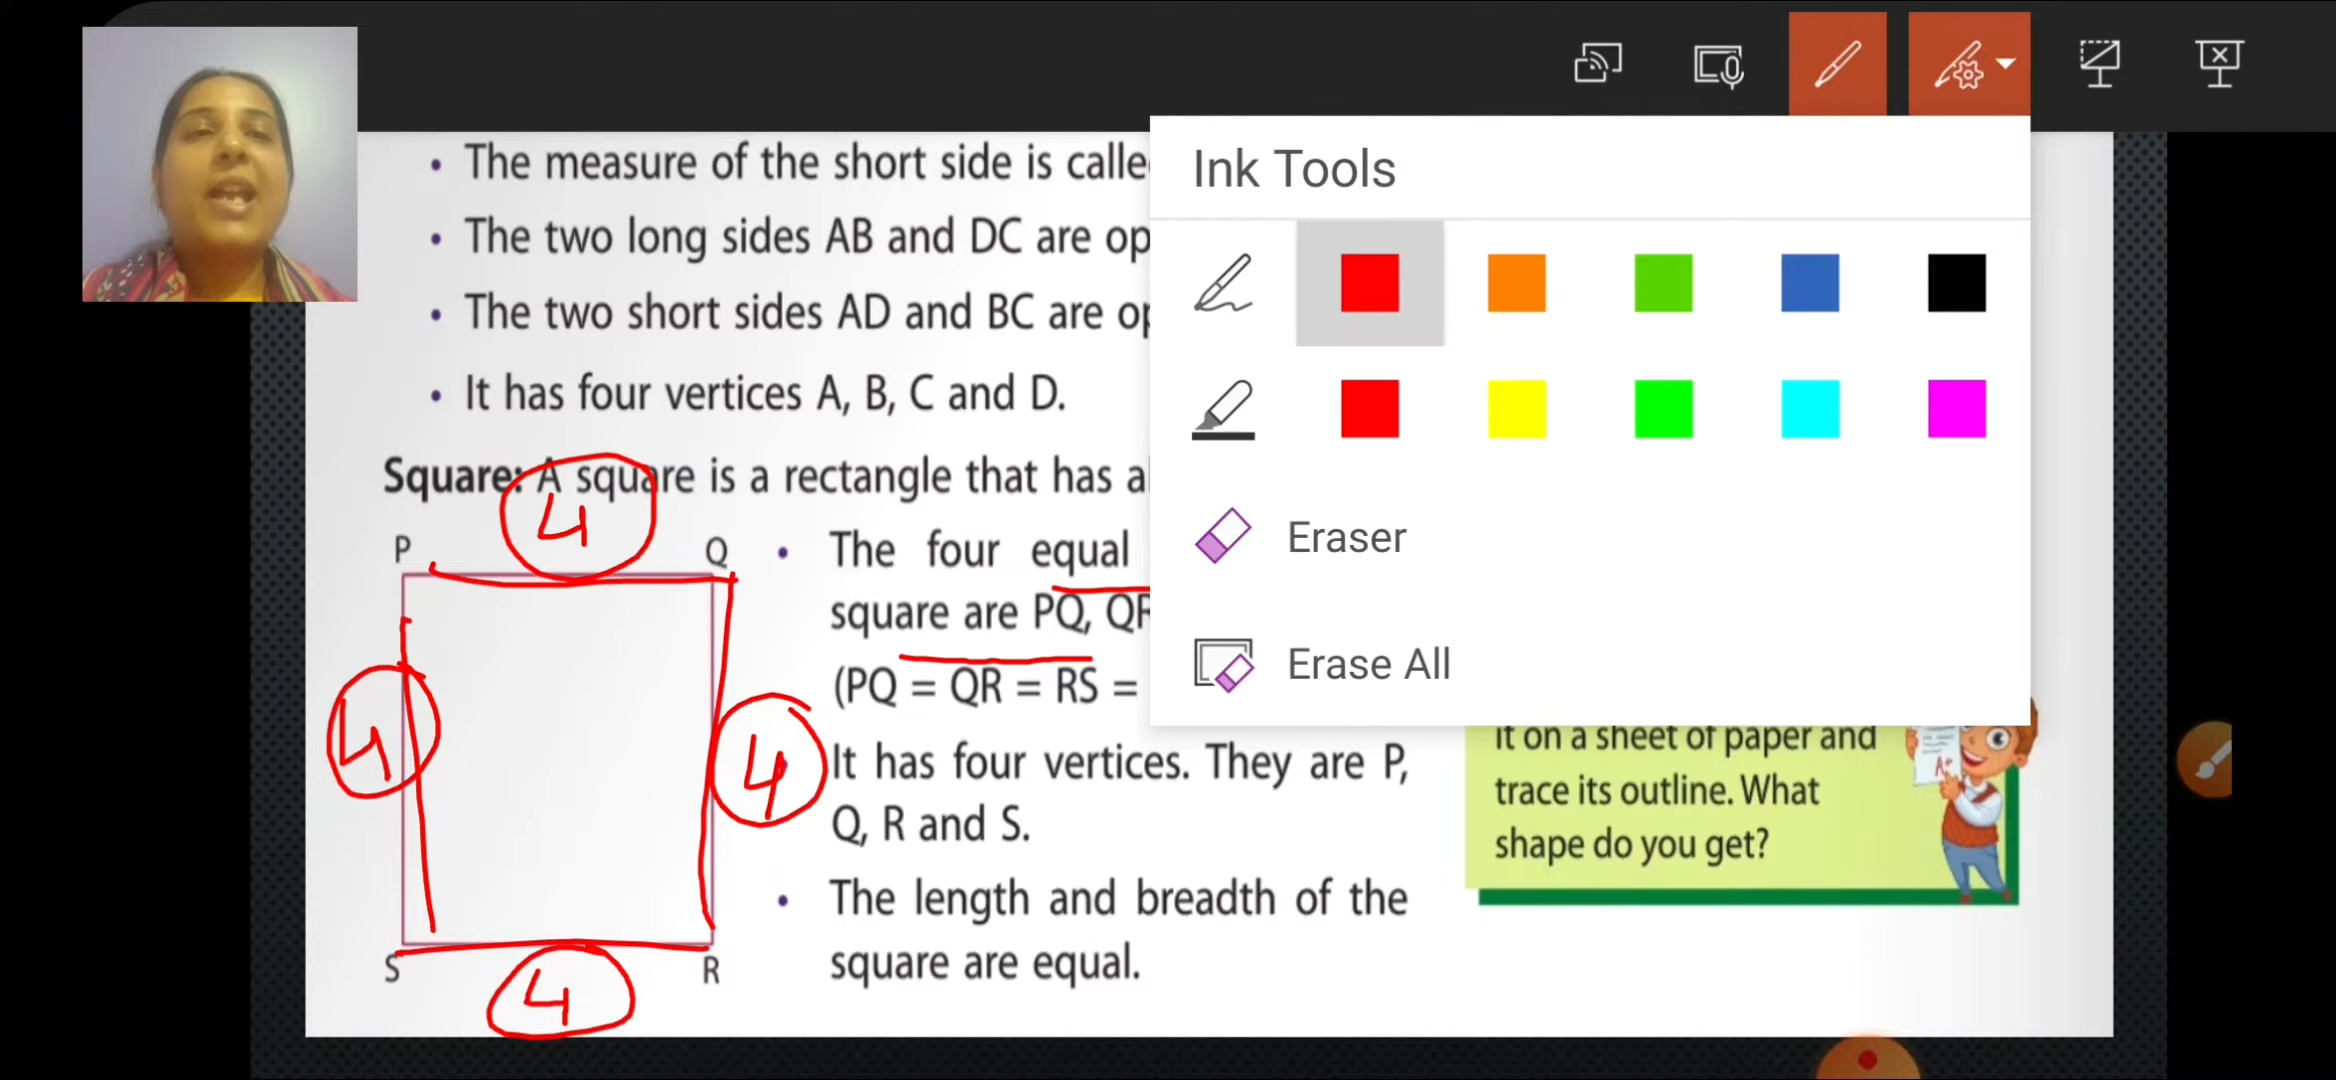 Ink Tools
Eraser
Erase All
The measure of the short side is calle
The two long sides AB and DC are op
The two short sides AD and BC are op
It has four vertices A, B, C and D.
Square: A square is a rectangle that has a
4
P
Q
4
4
S
R
4
The four equal
square are PQ, QR
(PQ = QR = RS =
It has four vertices. They are P,
Q, R and S.
The length and breadth of the
square are equal.
it on a sheet of paper and
trace its outline. What
shape do you get?
A+